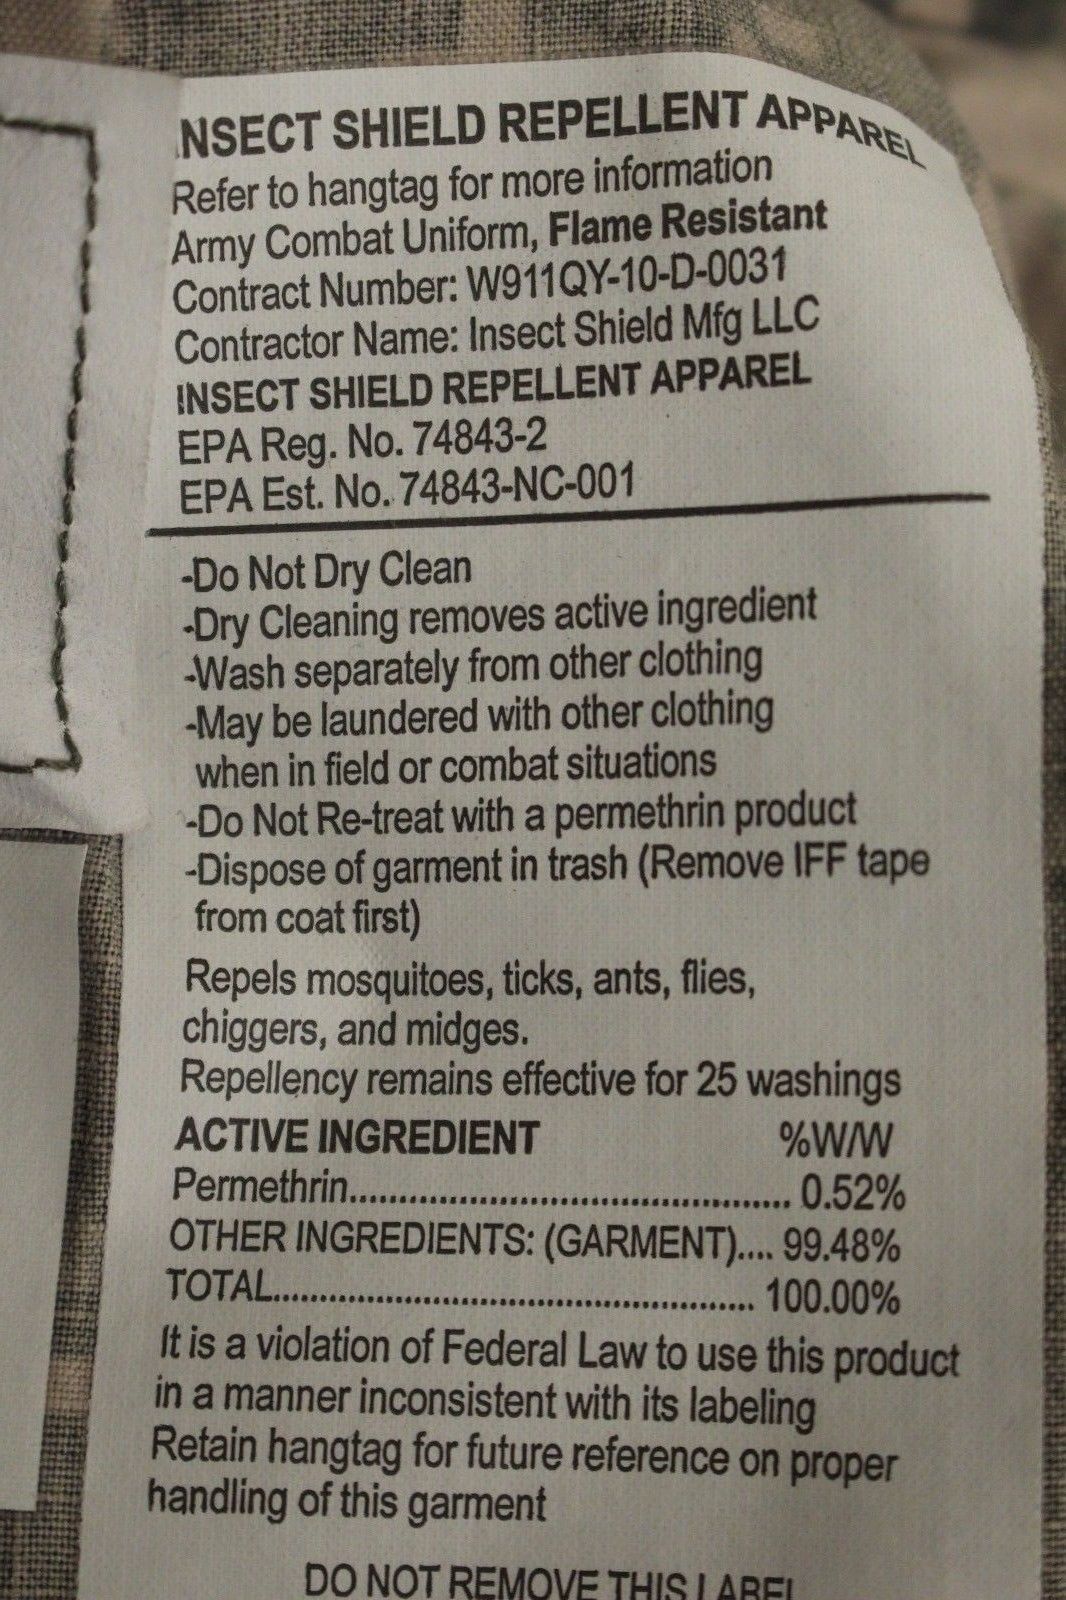 INSECT SHIELD REPELLENT APPAREL
Refer to hangtag for more information
Army Combat Uniform, Flame Resistant
Contract Number: W911QY-10-D-0031
Contractor Name: Insect Shield Mfg LLC
INSECT SHIELD REPELLENT APPAREL
EPA Reg. No. 74843-2
EPA Est. No. 74843-NC-001
-Do Not Dry Clean
-Dry Cleaning removes active ingredient
-Wash separately from other clothing
-May be laundered with other clothing
when in field or combat situations
-Do Not Re-treat with a permethrin product
-Dispose of garment in trash (Remove IFF tape
from coat first)
Repels mosquitoes, ticks, ants, flies,
chiggers, and midges.
Repellency remains effective for 25 washings
ACTIVE INGREDIENT %W/W
Permethrin............................................ 0.52%
OTHER INGREDIENTS: (GARMENT).... 99.48%
TOTAL.................................................. 100.00%
It is a violation of Federal Law to use this product
in a manner inconsistent with its labeling
Retain hangtag for future reference on proper
handling of this garment
DO NOT REMOVE THIS LABEL